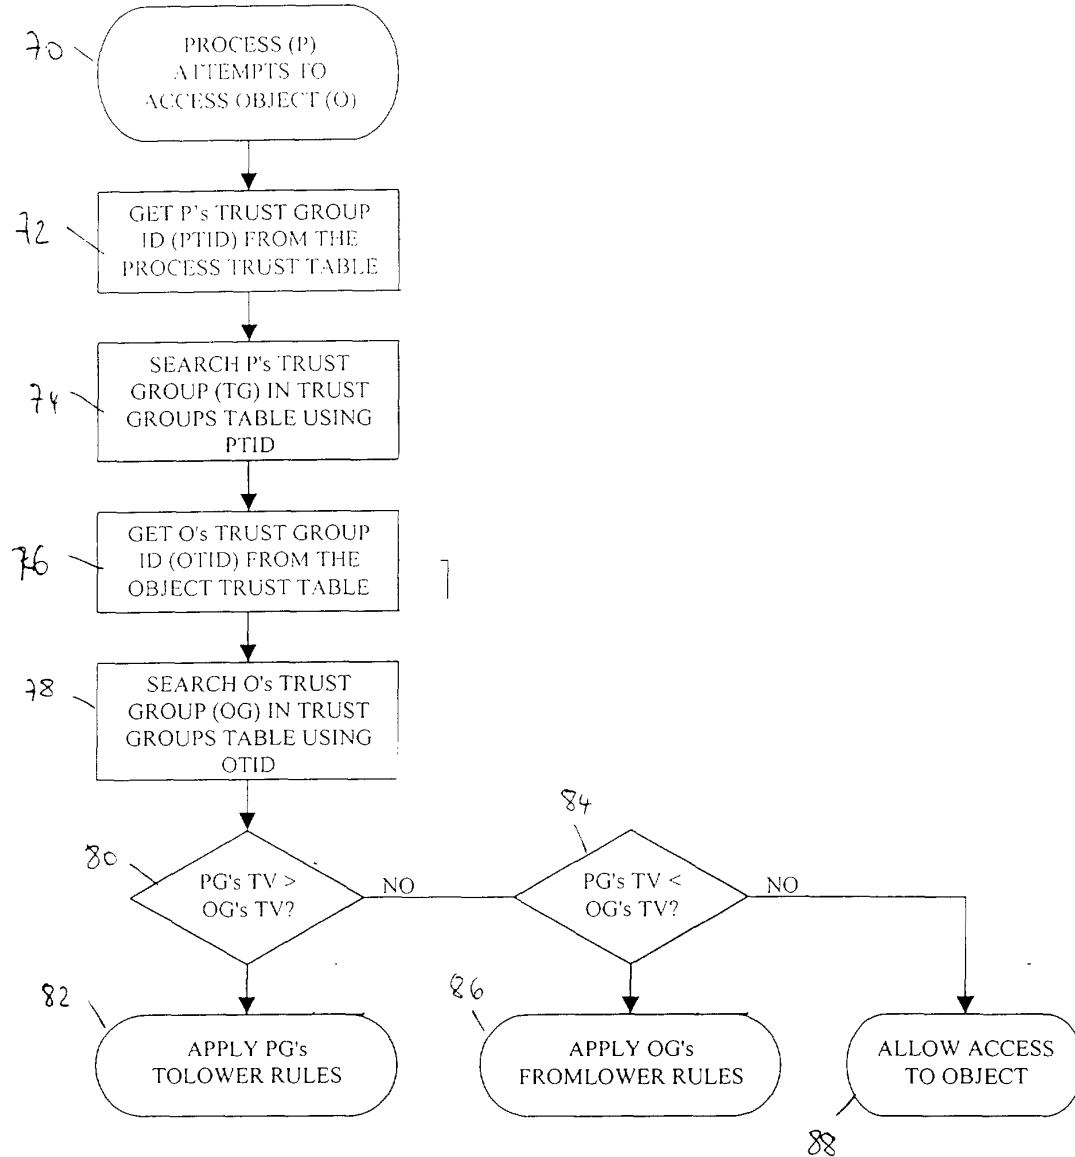 70
PROCESS (P)
ATTEMPTS TO
ACCESS OBJECT (O)
72
GET P's TRUST GROUP
ID (PTID) FROM THE
PROCESS TRUST TABLE
74
SEARCH P's TRUST
GROUP (TG) IN TRUST
GROUPS TABLE USING
PTID
76
GET O's TRUST GROUP
ID (OTID) FROM THE
OBJECT TRUST TABLE
78
SEARCH O's TRUST
GROUP (OG) IN TRUST
GROUPS TABLE USING
OTID
80
PG's TV >
OG's TV?
NO
84
PG's TV <
OG's TV?
NO
82
APPLY PG's
TOLOWER RULES
86
APPLY OG's
FROMLOWER RULES
ALLOW ACCESS
TO OBJECT
88